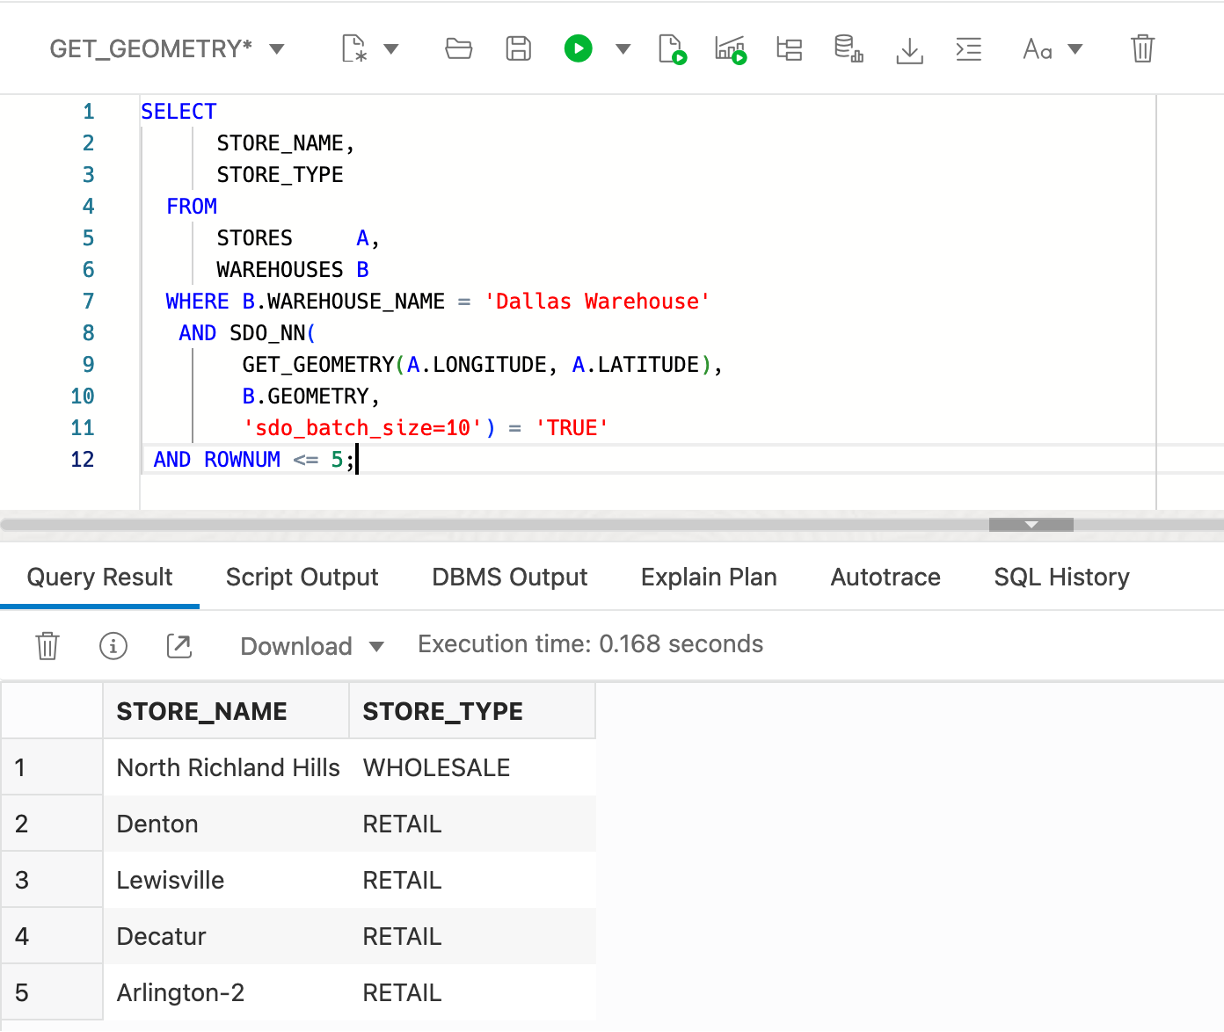 GET_GEOMETRY*
Aa
1 SELECT
2 STORE_NAME,
3 STORE_TYPE
4 FROM
5 STORES     A,
6 WAREHOUSES B
7 WHERE B.WAREHOUSE_NAME = 'Dallas Warehouse'
8 AND SDO_NN(
9 GET_GEOMETRY(A.LONGITUDE, A.LATITUDE),
10 B.GEOMETRY,
11 'sdo_batch_size=10') = 'TRUE'
12 AND ROWNUM <= 5;
Query Result Script Output DBMS Output Explain Plan Autotrace SQL History
Download Execution time: 0.168 seconds
STORE_NAME STORE_TYPE
1 North Richland Hills WHOLESALE
2 Denton RETAIL
3 Lewisville RETAIL
4 Decatur RETAIL
5 Arlington-2 RETAIL